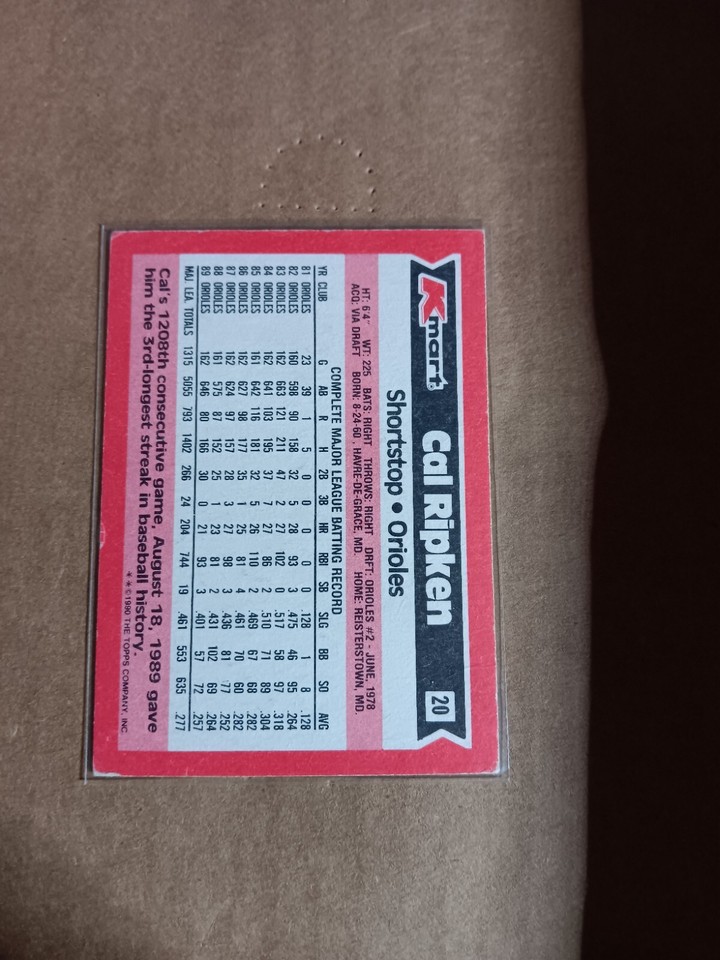 Kmart Cal Ripken 20
Shortstop • Orioles
HT: 6'4" WT: 225 BATS: RIGHT THROWS: RIGHT DRFT: ORIOLES #2 - JUNE, 1978
ACQ: VIA DRAFT BORN: 8-24-60, HAVRE-DE-GRACE, MD. HOME: REISTERSTOWN, MD.
COMPLETE MAJOR LEAGUE BATTING RECORD
YR CLUB G AB R H 2B 3B HR RBI SB SLG BB SO AVG
81 ORIOLES 23 39 1 5 0 0 0 0 0 .128 1 8 .128
82 ORIOLES 160 598 90 158 32 5 28 93 3 .475 46 95 .264
83 ORIOLES 162 663 121 211 47 2 27 102 0 .517 58 97 .318
84 ORIOLES 162 641 103 195 37 7 27 86 2 .510 71 89 .304
85 ORIOLES 161 642 116 181 32 5 26 110 2 .469 67 68 .282
86 ORIOLES 162 627 98 177 35 1 25 81 4 .461 70 60 .282
87 ORIOLES 162 624 97 157 28 3 27 98 3 .436 81 77 .252
88 ORIOLES 161 575 87 152 25 1 23 81 2 .431 102 69 .264
89 ORIOLES 162 646 80 166 30 0 21 93 3 .401 57 72 .257
MAJ. LEA. TOTALS 1315 5055 793 1402 266 24 204 744 19 .461 553 635 .277
Cal's 1208th consecutive game, August 18, 1989 gave
him the 3rd-longest streak in baseball history.
* * © 1990 THE TOPPS COMPANY, INC.